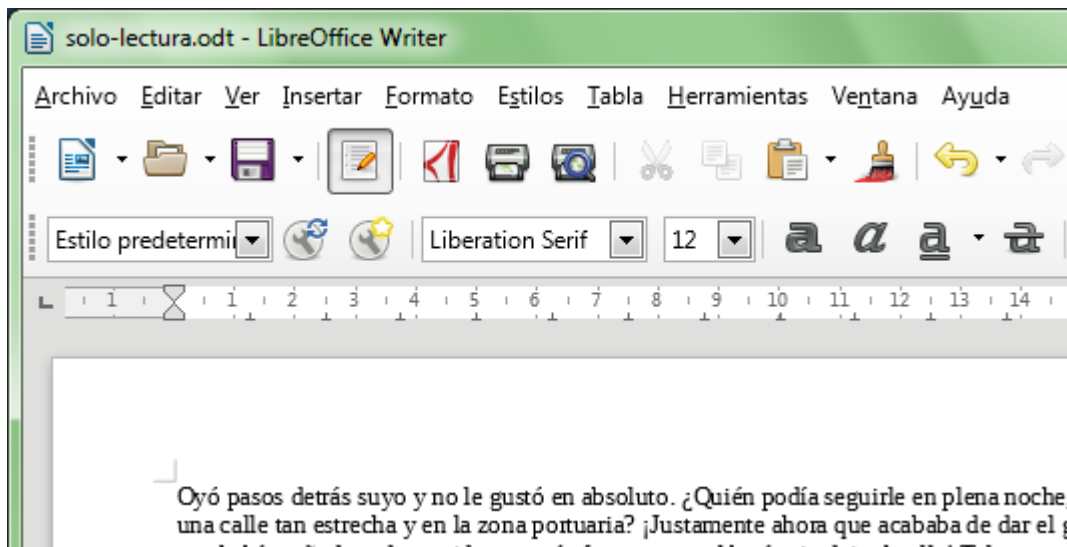 solo-lectura.odt - LibreOffice Writer
Archivo Editar Ver Insertar Formato Estilos Tabla Herramientas Ventana Ayuda
Estilo predetermi Liberation Serif 12 a a a a
1 1 2 3 4 5 6 7 8 9 10 11 12 13 14
Oyó pasos detrás suyo y no le gustó en absoluto. ¿Quién podía seguirle en plena noche,
una calle tan estrecha y en la zona portuaria? ¡Justamente ahora que acababa de dar el g